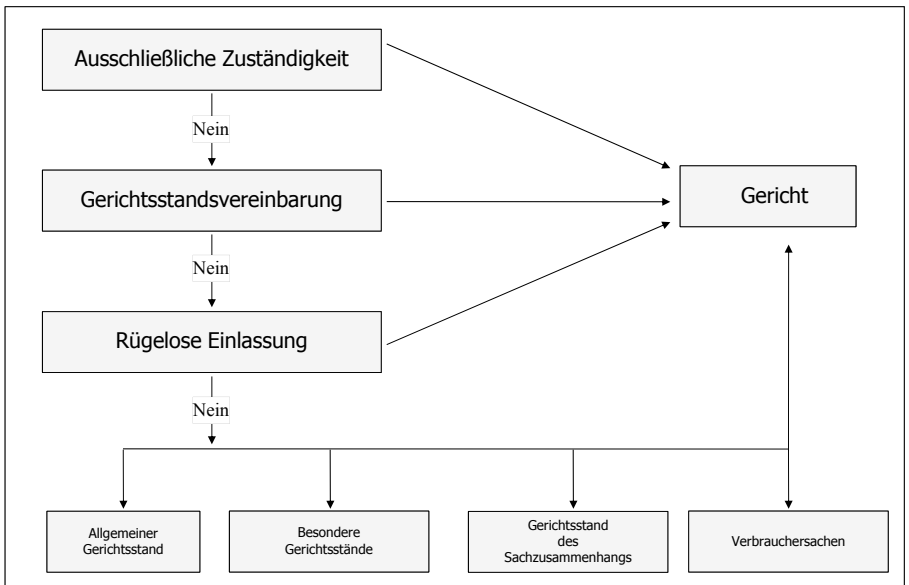 Ausschließliche Zuständigkeit
Nein
Gerichtsstandsvereinbarung
Gericht
Nein
Rügelose Einlassung
Nein
Allgemeiner
Gerichtsstand
Besondere
Gerichtsstände
Gerichtsstand
des
Sachzusammenhangs
Verbrauchersachen